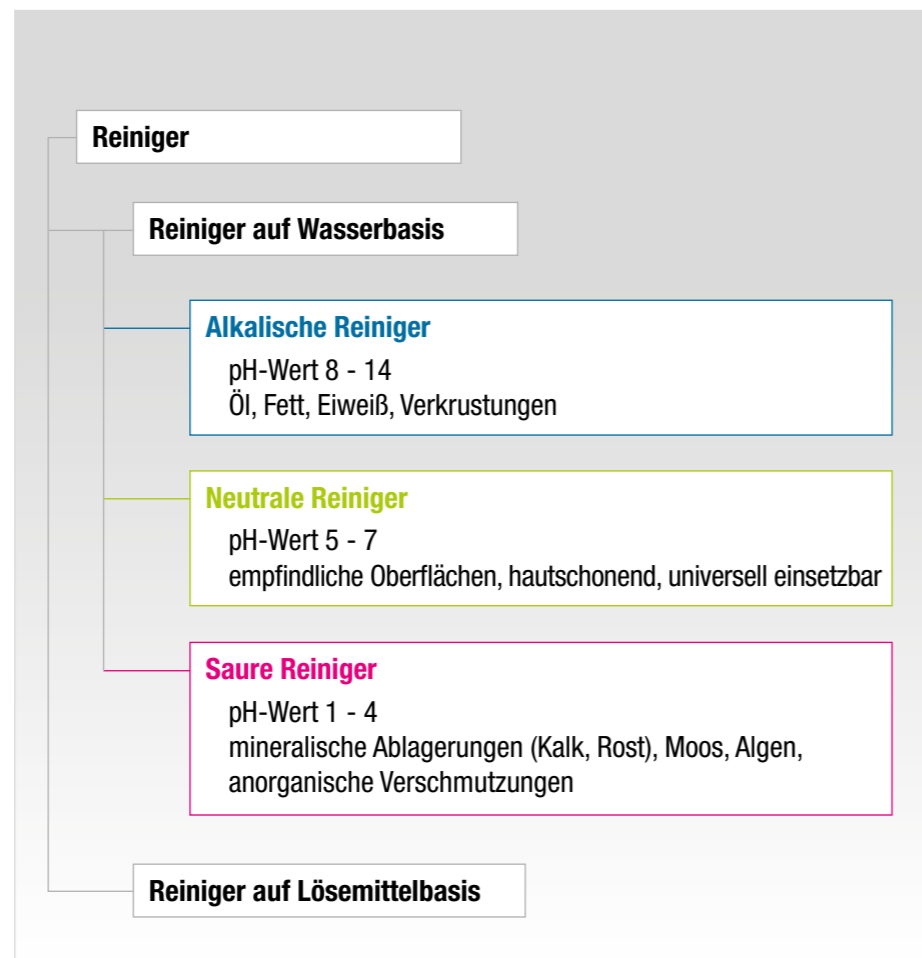 Reiniger
Reiniger auf Wasserbasis
Alkalische Reiniger
pH-Wert 8 - 14
Öl, Fett, Eiweiß, Verkrustungen
Neutrale Reiniger
pH-Wert 5 - 7
empfindliche Oberflächen, hautschonend, universell einsetzbar
Saure Reiniger
pH-Wert 1 - 4
mineralische Ablagerungen (Kalk, Rost), Moos, Algen,
anorganische Verschmutzungen
Reiniger auf Lösemittelbasis